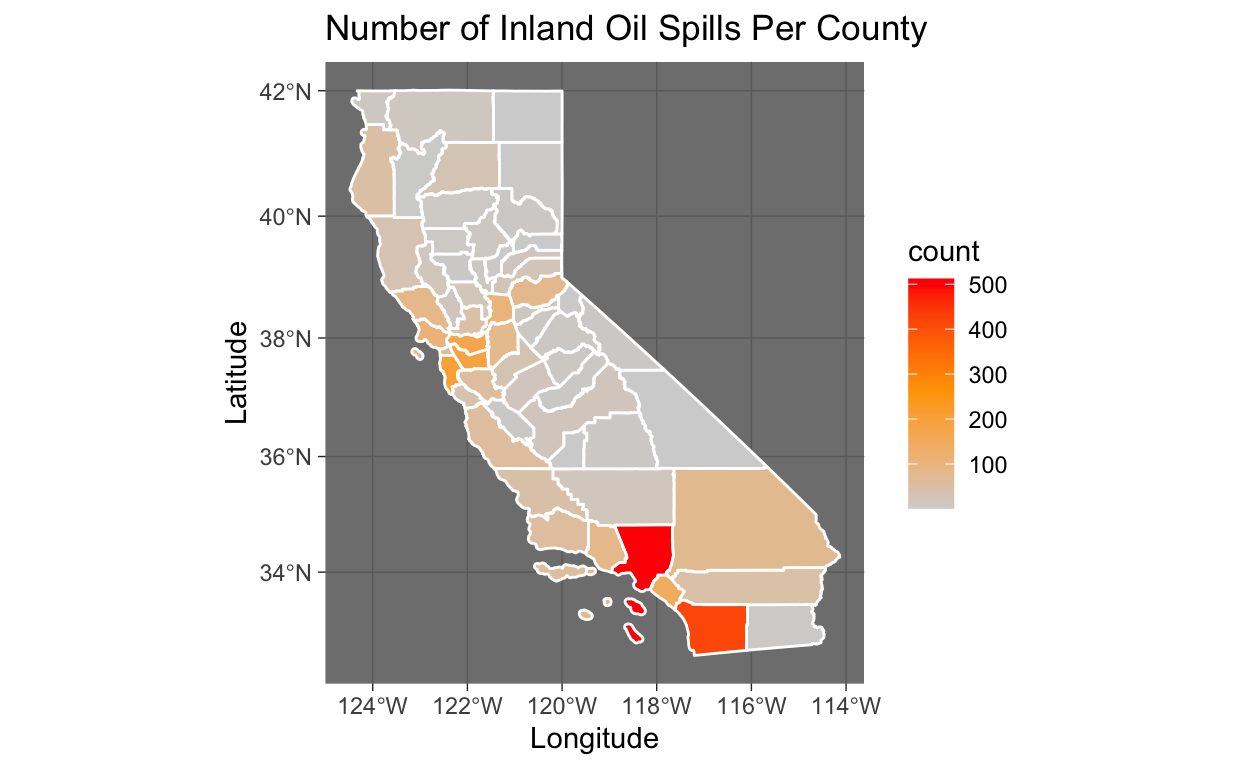 Number of Inland Oil Spills Per County
42°N
40°N
38°N
36°N
34°N
Latitude
124°W 122°W 120°W 118°W 116°W 114°W
Longitude
count
500
400
300
200
100